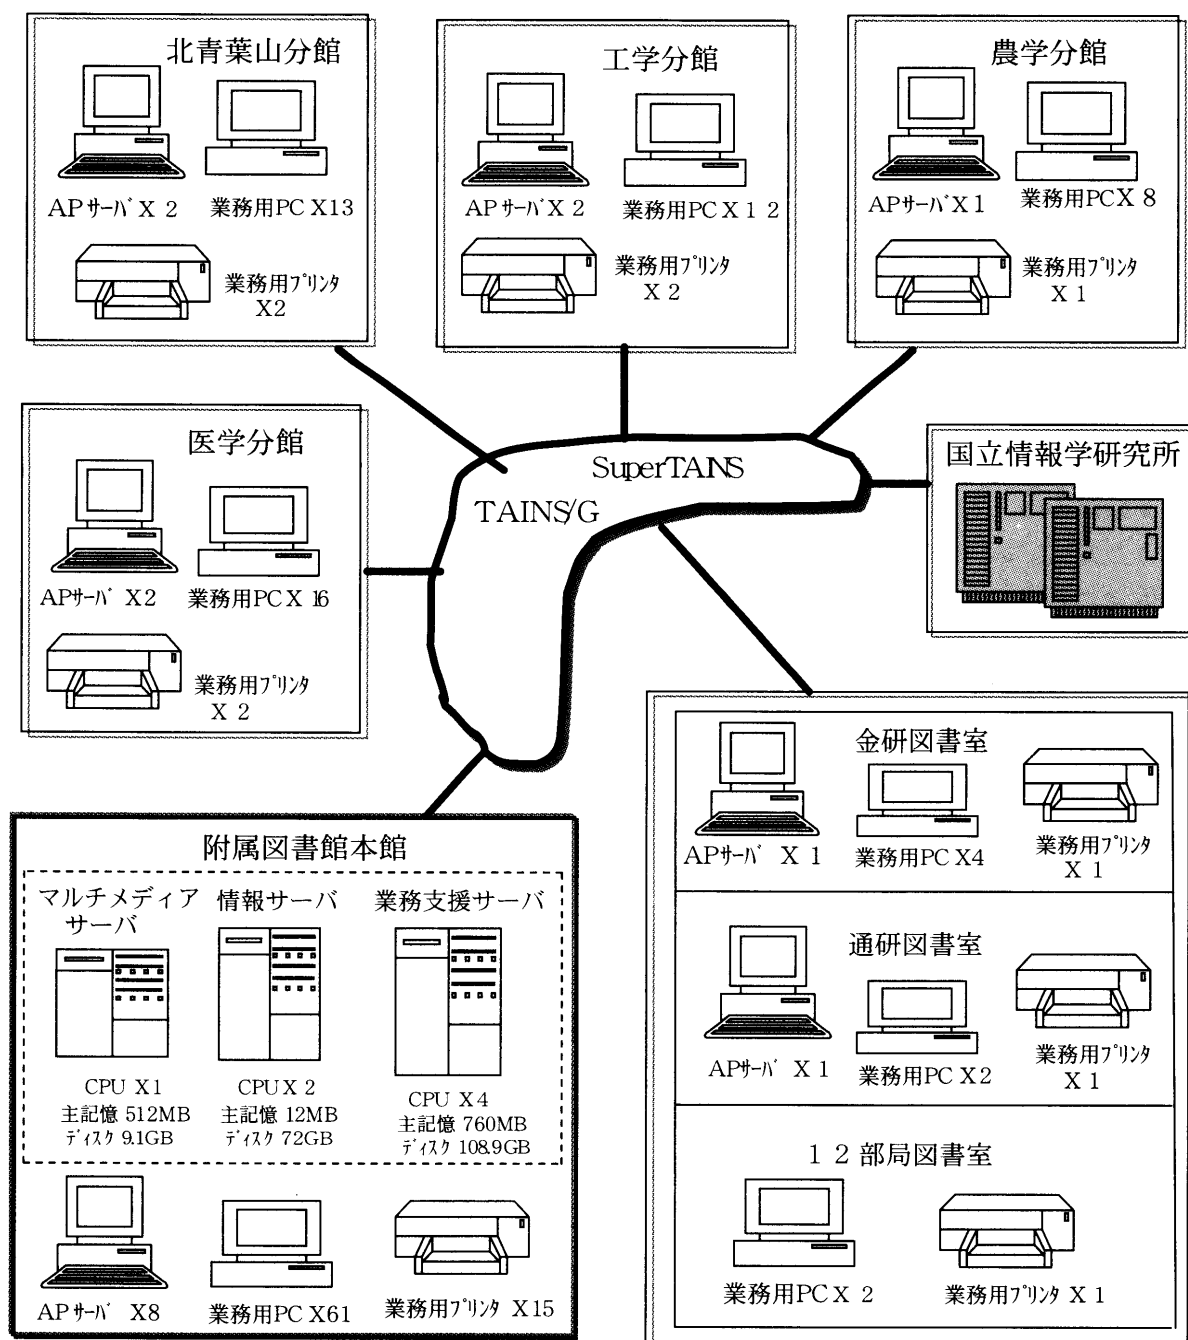 北青葉山分館
APサーバ X 2
業務用PC X13
業務用プリンタ
X2
工学分館
APサーバ X 2
業務用PC X 1 2
業務用プリンタ
X 2
農学分館
APサーバ X 1
業務用PC X 8
業務用プリンタ
X 1
医学分館
APサーバ X2
業務用PC X 16
業務用プリンタ
X 2
SuperTAINS
TAINS/G
国立情報学研究所
金研図書室
APサーバ X 1
業務用PC X4
業務用プリンタ
X 1
通研図書室
APサーバ X 1
業務用PC X2
業務用プリンタ
X 1
1 2 部局図書室
業務用PC X 2
業務用プリンタ X 1
附属図書館本館
マルチメディア
サーバ
CPU X1
主記憶 512MB
ディスク 9.1GB
情報サーバ
CPU X 2
主記憶 12MB
ディスク 72GB
業務支援サーバ
CPU X4
主記憶 760MB
ディスク 108.9GB
APサーバ X8
業務用PC X61
業務用プリンタ X15